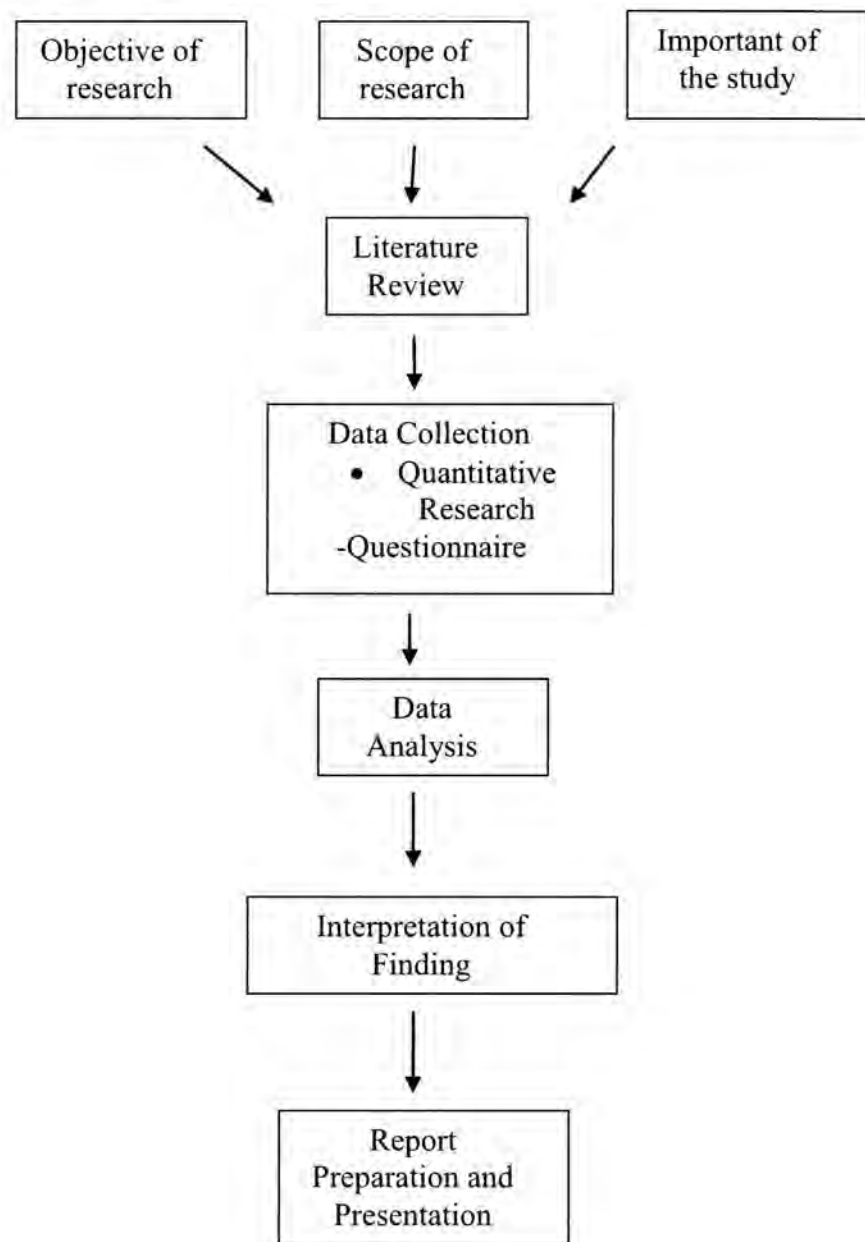 Objective of
research
Scope of
research
Important of
the study
Literature
Review
Data Collection
• Quantitative
Research
-Questionnaire
Data
Analysis
Interpretation of
Finding
Report
Preparation and
Presentation